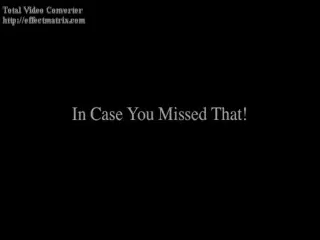 Total Video Converter
http://effectmatrix.com
In Case You Missed That!